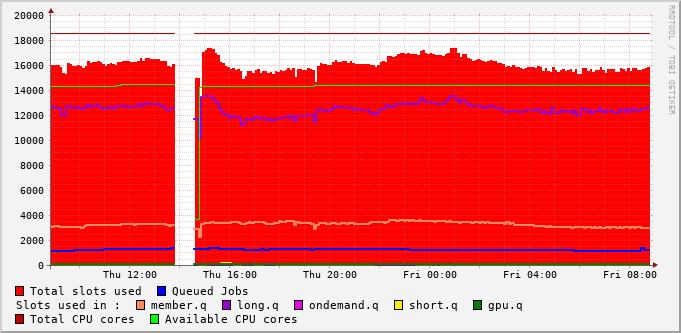 20000
18000
16000
14000
12000
10000
8000
6000
4000
2000
0
Thu 12:00 Thu 16:00 Thu 20:00 Fri 00:00 Fri 04:00 Fri 08:00
Total slots used Queued Jobs
Slots used in : member.q long.q ondemand.q short.q gpu.q
Total CPU cores Available CPU cores
RRDTOOL / TOBI OETIKER